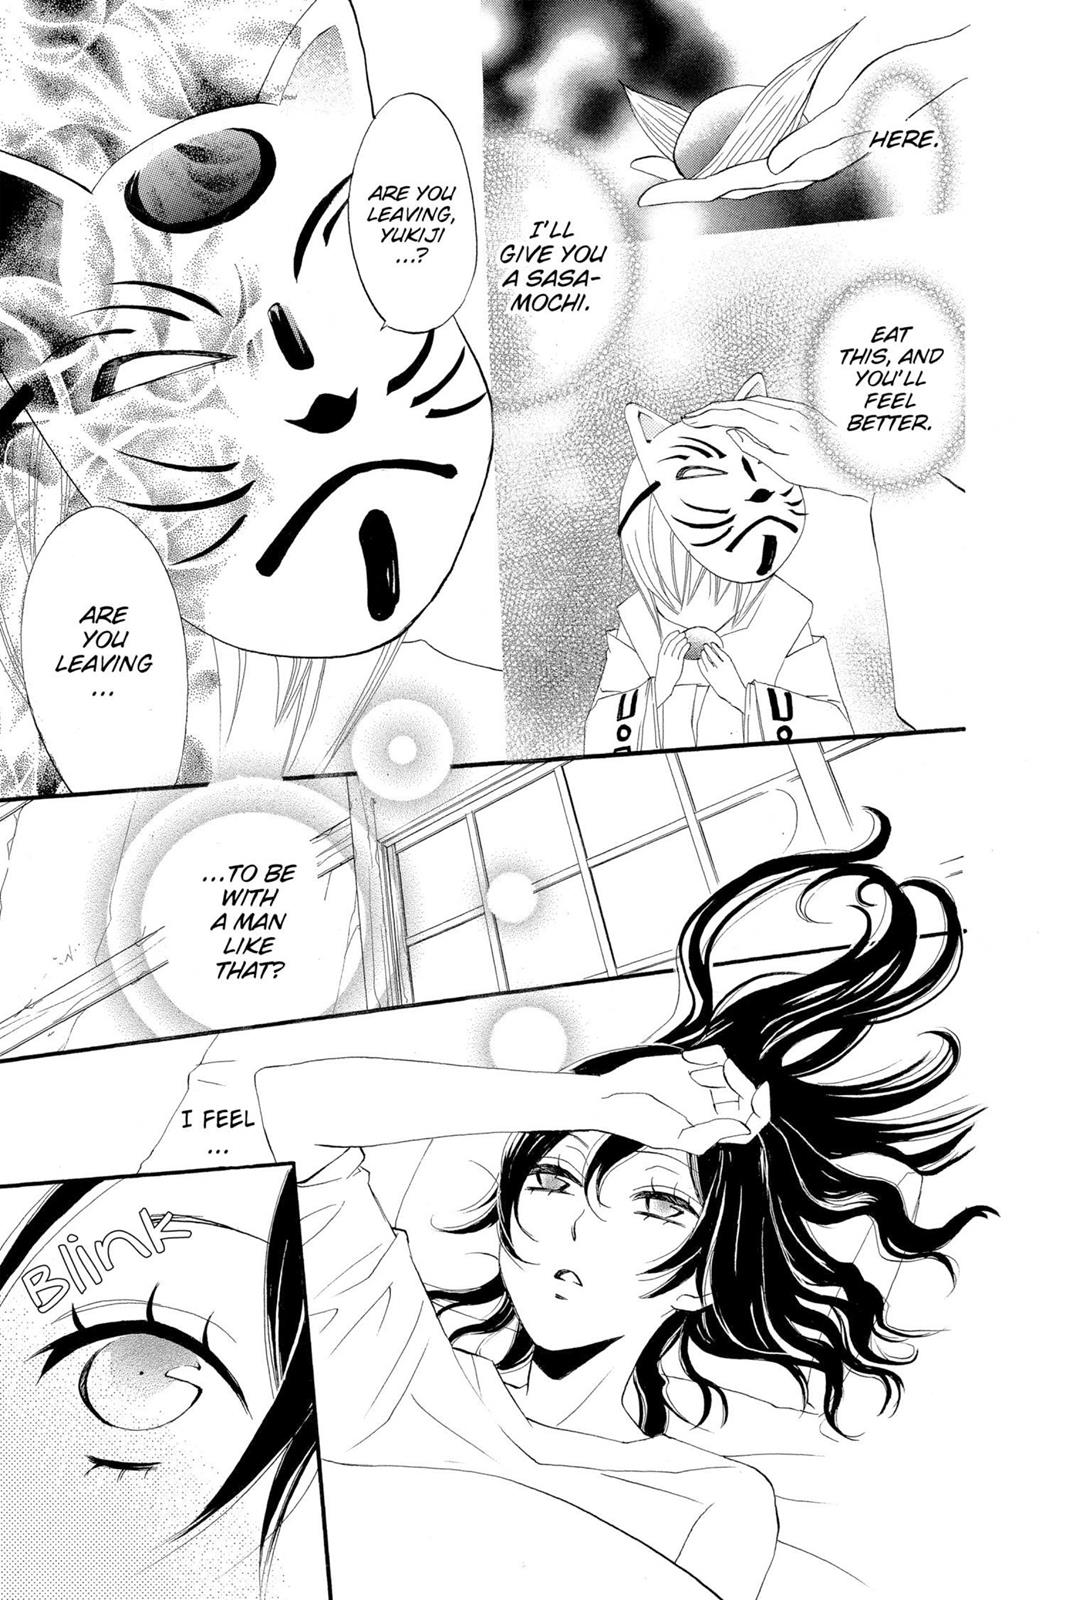 HERE.
I'LL
GIVE YOU
A SASA-
MOCHI.
EAT
THIS, AND
YOU'LL
FEEL
BETTER.
ARE YOU
LEAVING,
YUKIJI
...?
ARE
YOU
LEAVING
...
...TO BE
WITH
A MAN
LIKE
THAT?
I FEEL
...
Blink